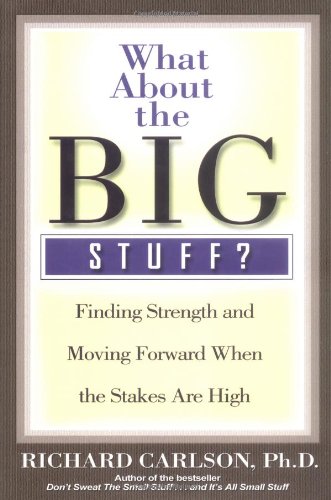 What
About the
BIG
STUFF?
Finding Strength and
Moving Forward When
the Stakes Are High
RICHARD CARLSON, Ph.D.
Author of the bestseller
Don't Sweat The Small Stuff . . . and It's All Small Stuff